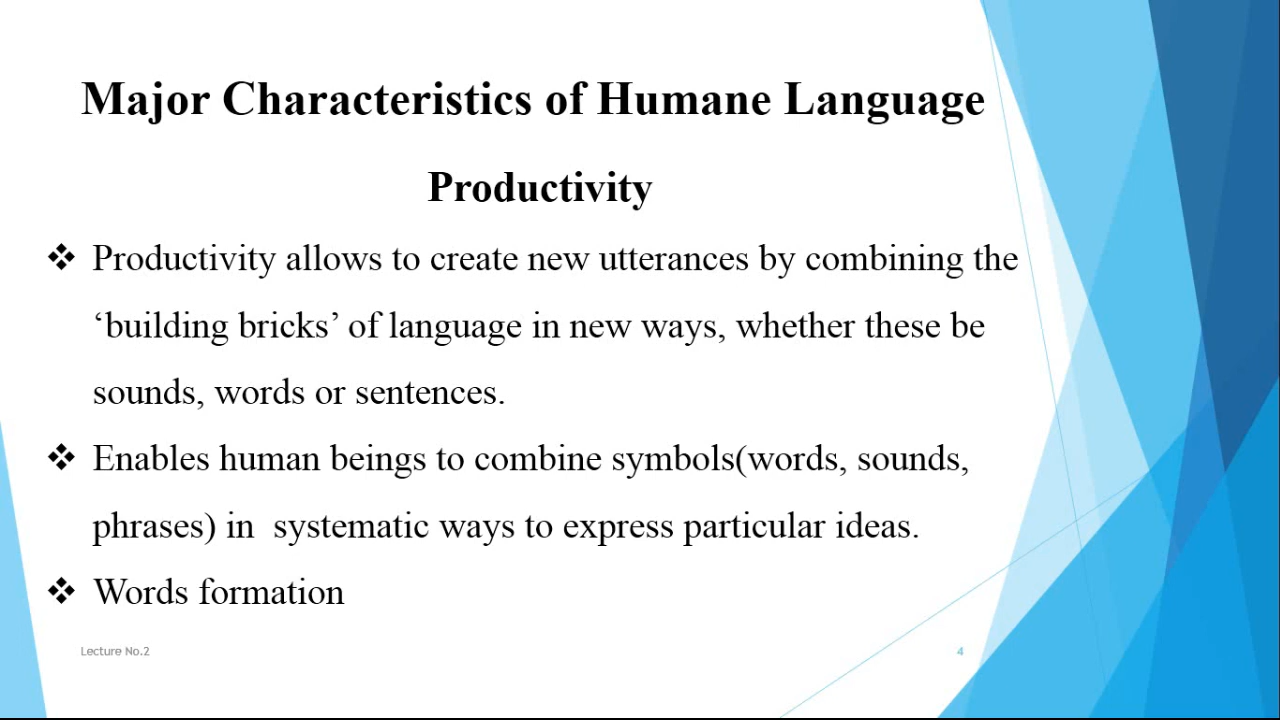 Major Characteristics of Humane Language
Productivity
❖ Productivity allows to create new utterances by combining the
‘building bricks’ of language in new ways, whether these be
sounds, words or sentences.
❖ Enables human beings to combine symbols(words, sounds,
phrases) in  systematic ways to express particular ideas.
❖ Words formation
Lecture No.2
4